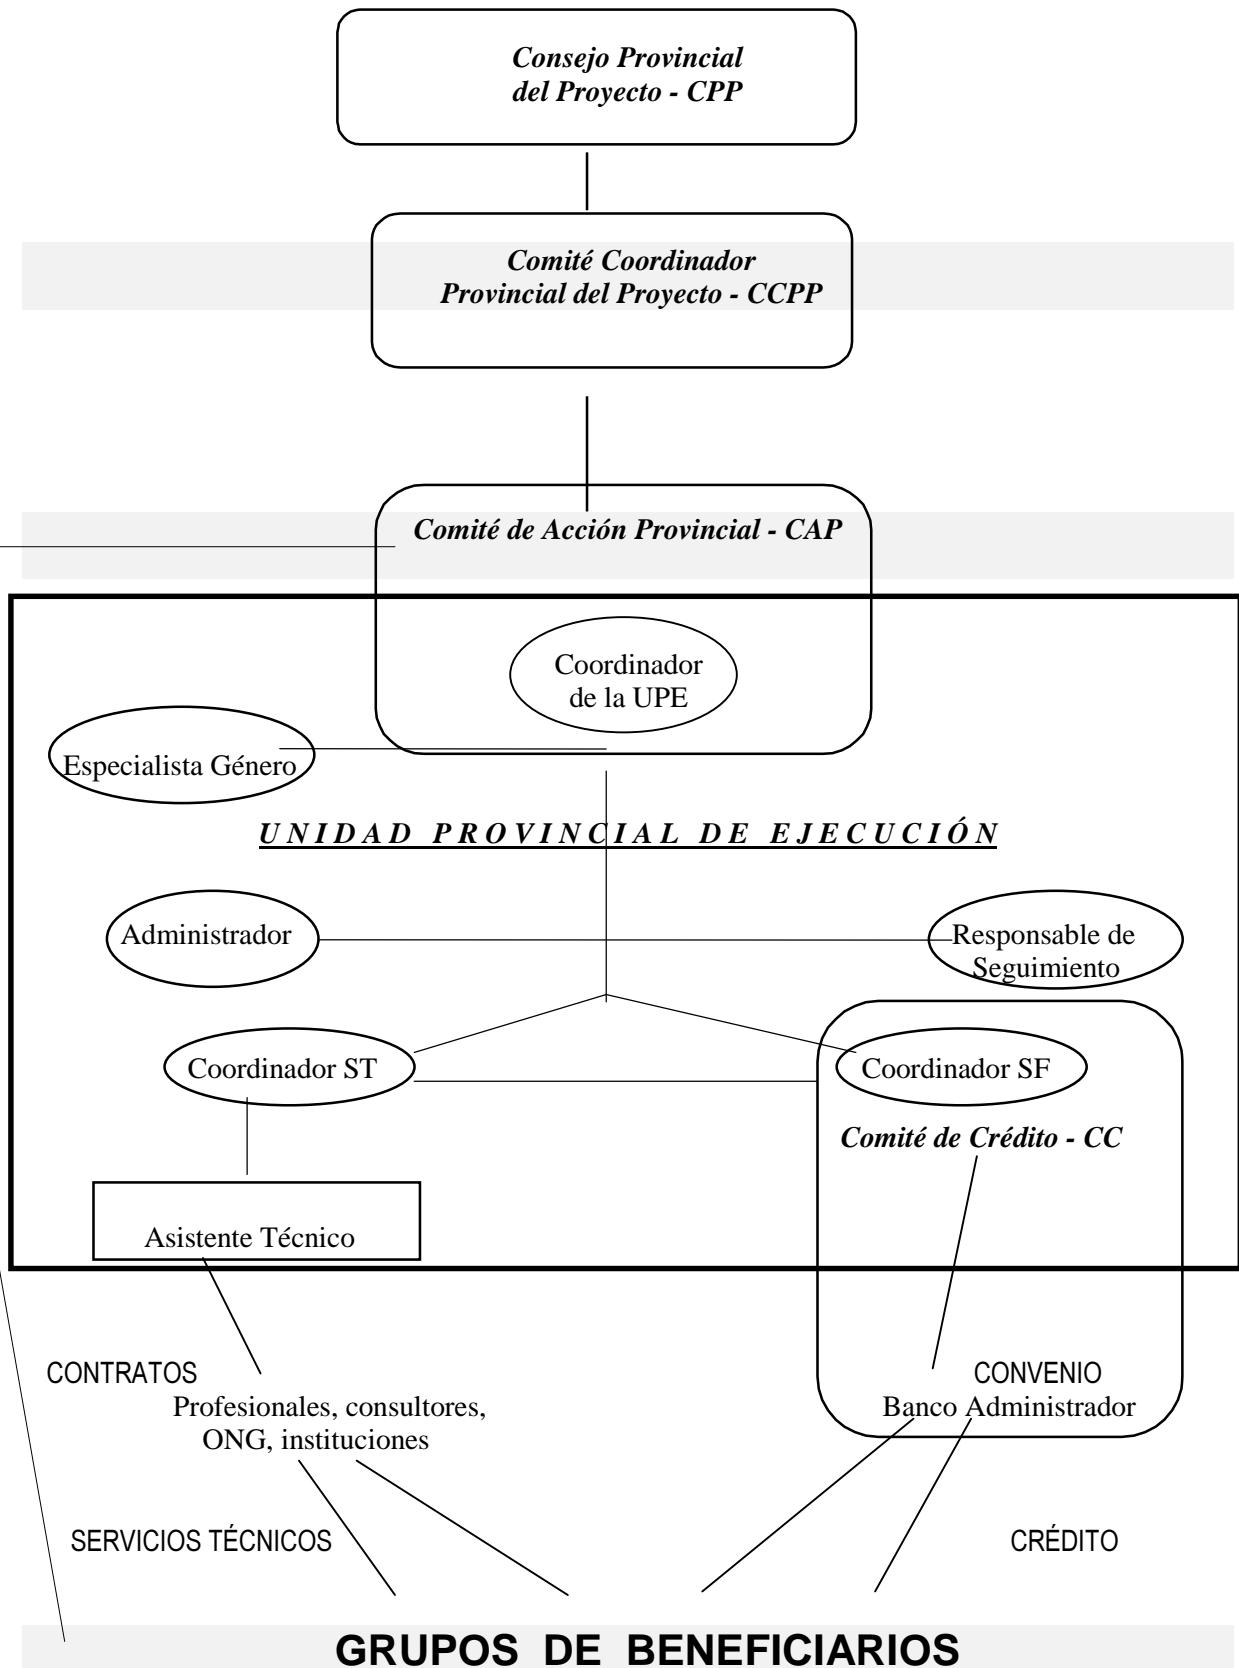 Consejo Provincial
del Proyecto - CPP
Comité Coordinador
Provincial del Proyecto - CCPP
Comité de Acción Provincial - CAP
Coordinador
de la UPE
Especialista Género
UNIDAD PROVINCIAL DE EJECUCIÓN
Administrador
Responsable de
Seguimiento
Coordinador ST
Coordinador SF
Comité de Crédito - CC
Asistente Técnico
CONTRATOS
CONVENIO
Profesionales, consultores,
ONG, instituciones
Banco Administrador
SERVICIOS TÉCNICOS
CRÉDITO
GRUPOS DE BENEFICIARIOS